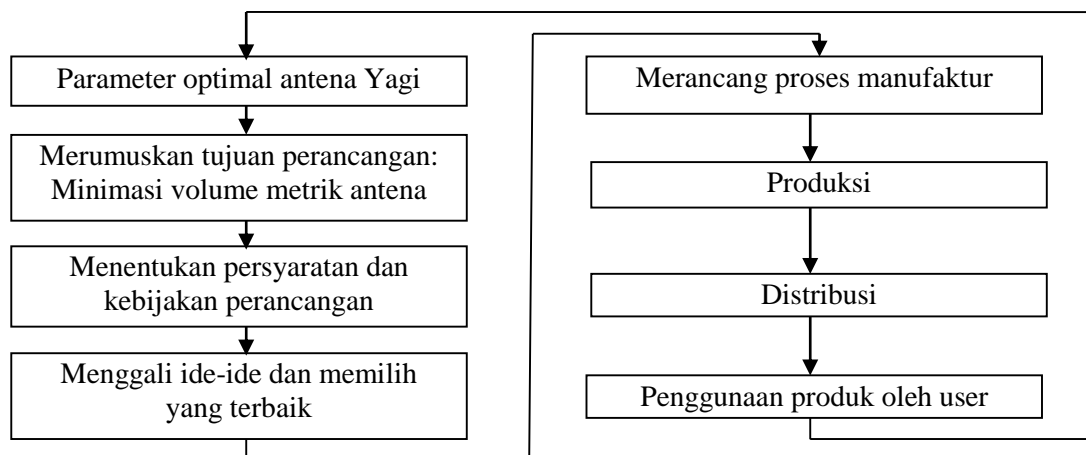 Parameter optimal antena Yagi
Merumuskan tujuan perancangan:
Minimasi volume metrik antena
Menentukan persyaratan dan
kebijakan perancangan
Menggali ide-ide dan memilih
yang terbaik
Merancang proses manufaktur
Produksi
Distribusi
Penggunaan produk oleh user